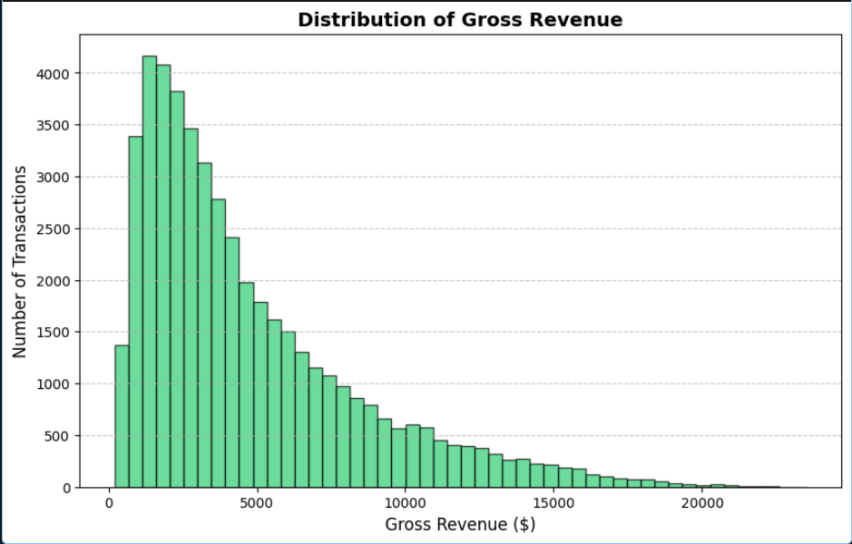 Distribution of Gross Revenue
Number of Transactions
4000
3500
3000
2500
2000
1500
1000
500
0
0 5000 10000 15000 20000
Gross Revenue ($)